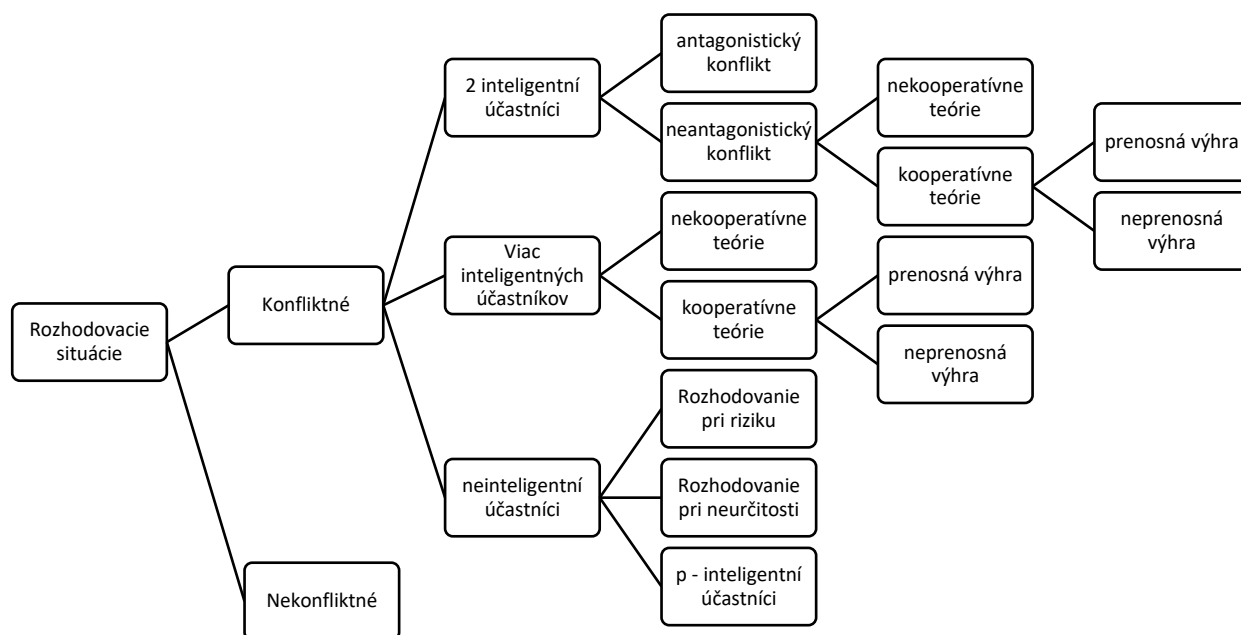 Rozhodovacie
situácie
Konfliktné
2 inteligentní
účastníci
antagonistický
konflikt
neantagonistický
konflikt
nekooperatívne
teórie
kooperatívne
teórie
prenosná výhra
neprenosná
výhra
Viac
inteligentných
účastníkov
nekooperatívne
teórie
kooperatívne
teórie
prenosná výhra
neprenosná
výhra
neinteligentní
účastníci
Rozhodovanie
pri riziku
Rozhodovanie
pri neurčitosti
p - inteligentní
účastníci
Nekonfliktné